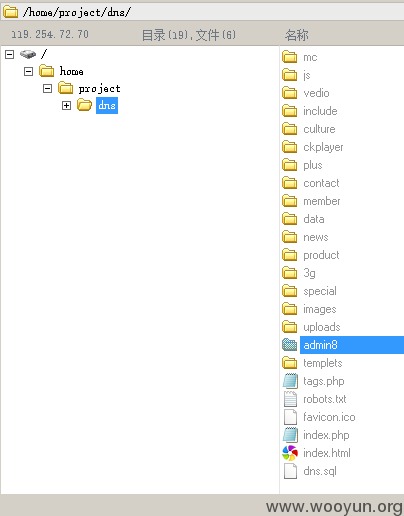 /home/project/dns/
119.254.72.70
目录(19),文件(6)
名称
/
home
project
dns
mc
js
vedio
include
culture
ckplayer
plus
contact
member
data
news
product
3g
special
images
uploads
admin8
templets
tags.php
robots.txt
favicon.ico
index.php
index.html
dns.sql
www.wooyun.org